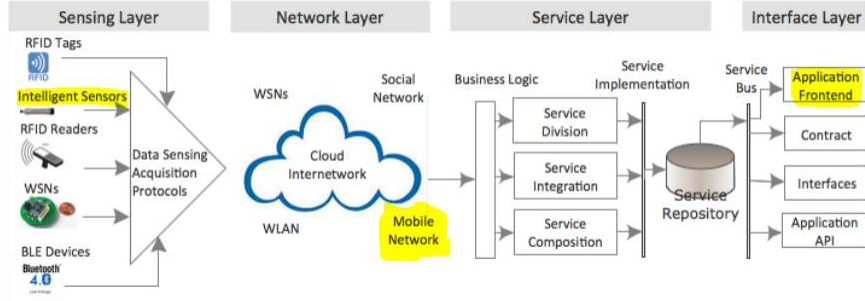 Sensing Layer
Network Layer
Service Layer
Interface Layer
RFID Tags
RFID
Intelligent Sensors
RFID Readers
WSNs
BLE Devices
Bluetooth
4.0
Data Sensing
Acquisition
Protocols
WSNs
Social
Network
Cloud
Internetwork
WLAN
Mobile
Network
Business Logic
Service
Division
Service
Integration
Service
Composition
Service
Implementation
Service
Repository
Service
Bus
Application
Frontend
Contract
Interfaces
Application
API